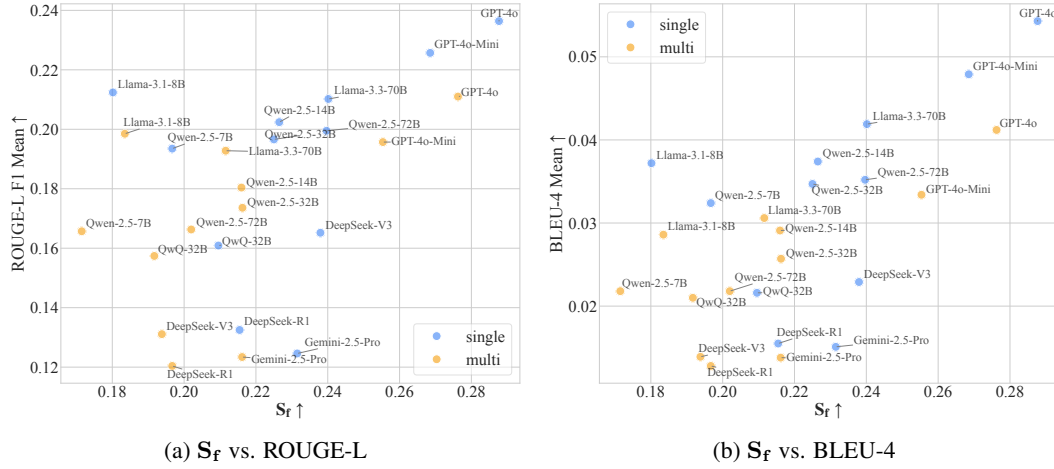 GPT-4o
GPT-4o-Mini
Llama-3.1-8B
Llama-3.3-70B
GPT-4o
Qwen-2.5-14B
Llama-3.1-8B
Qwen-2.5-7B
Qwen-2.5-32B
Qwen-2.5-72B
GPT-4o-Mini
Llama-3.3-70B
Qwen-2.5-14B
Qwen-2.5-32B
Qwen-2.5-7B
Qwen-2.5-72B
DeepSeek-V3
QwQ-32B
QwQ-32B
DeepSeek-V3
DeepSeek-R1
Gemini-2.5-Pro
Gemini-2.5-Pro
DeepSeek-R1
single
multi
0.24
0.22
0.20
0.18
0.16
0.14
0.12
ROUGE-L F1 Mean ↑
0.18 0.20 0.22 0.24 0.26 0.28
S_f ↑
(a) S_f vs. ROUGE-L
single
multi
GPT-4o
GPT-4o-Mini
Llama-3.3-70B
GPT-4o
Llama-3.1-8B
Qwen-2.5-14B
Qwen-2.5-72B
Qwen-2.5-32B
GPT-4o-Mini
Qwen-2.5-7B
Llama-3.3-70B
Llama-3.1-8B
Qwen-2.5-14B
Qwen-2.5-32B
DeepSeek-V3
Qwen-2.5-7B
Qwen-2.5-72B
QwQ-32B
QwQ-32B
DeepSeek-R1
Gemini-2.5-Pro
DeepSeek-V3
Gemini-2.5-Pro
DeepSeek-R1
0.05
0.04
0.03
0.02
BLEU-4 Mean ↑
0.18 0.20 0.22 0.24 0.26 0.28
S_f ↑
(b) S_f vs. BLEU-4